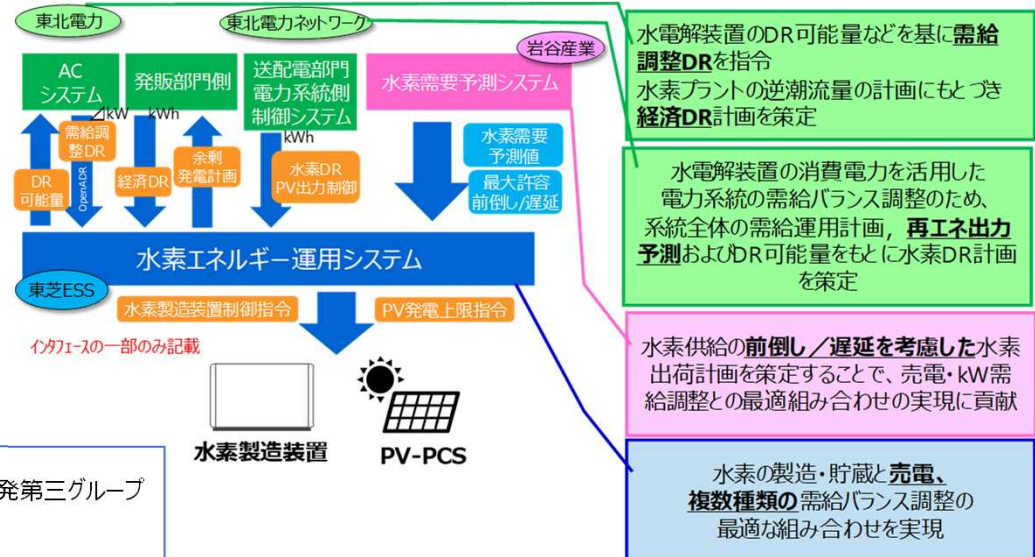 東北電力
東北電力ネットワーク
岩谷産業
AC
システム
発販部門側
送配電部門
電力系統側
制御システム
水素需要予測システム
⊿kW
kWh
kWh
需給調
整DR
DR
可能量
OpenADR
経済DR
余剰
発電計画
水素DR
PV出力制御
水素需要
予測値
最大許容
前倒し/遅延
水素エネルギー運用システム
東芝ESS
水素製造装置制御指令
PV発電上限指令
インタフェースの一部のみ記載
水素製造装置
PV-PCS
発第三グループ
水電解装置のDR可能量などを基に需給
調整DRを指令
水素プラントの逆潮流量の計画にもとづき
経済DR計画を策定
水電解装置の消費電力を活用した
電力系統の需給バランス調整のため、
系統全体の需給運用計画，再エネ出力
予測およびDR可能量をもとに水素DR計画
を策定
水素供給の前倒し／遅延を考慮した水素
出荷計画を策定することで、売電・kW需
給調整との最適組み合わせの実現に貢献
水素の製造・貯蔵と売電、
複数種類の需給バランス調整の
最適な組み合わせを実現